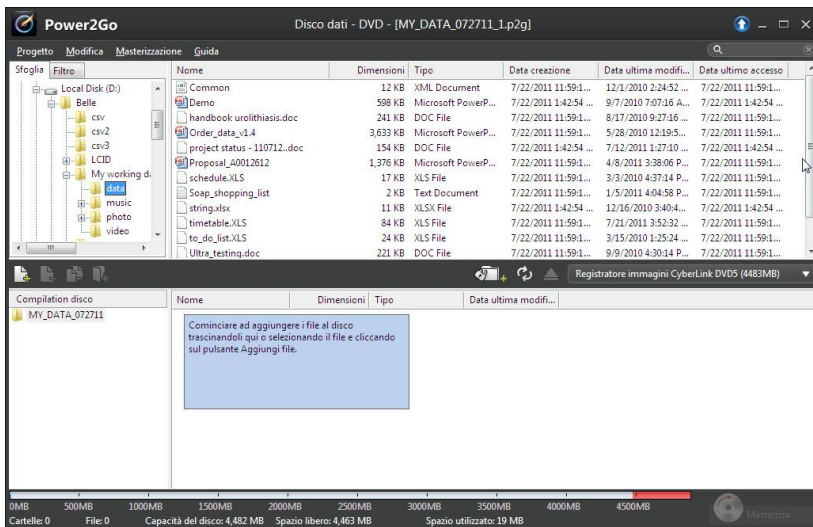 Power2Go
Disco dati - DVD - [MY_DATA_072711_1.p2g]
Progetto Modifica Masterizzazione Guida
Sfoglia Filtro
Local Disk (D:)
Belle
csv
csv2
csv3
LCID
My working d
data
music
photo
video
Nome Dimensioni Tipo Data creazione Data ultima modifi... Data ultimo accesso
Common 12 KB XML Document 7/22/2011 11:59:1... 12/1/2010 2:24:52 ... 7/22/2011 11:59:1...
Demo 598 KB Microsoft PowerP... 7/22/2011 1:42:54 ... 9/7/2010 7:07:16 A... 7/22/2011 1:42:54 ...
handbook urolithiasis.doc 241 KB DOC File 7/22/2011 11:59:1... 8/17/2010 9:27:16 ... 7/22/2011 11:59:1...
Order_data_v1.4 3,633 KB Microsoft PowerP... 7/22/2011 11:59:1... 5/28/2010 12:19:5... 7/22/2011 11:59:1...
project status - 110712..doc 154 KB DOC File 7/22/2011 1:42:54 ... 7/12/2011 1:27:10 ... 7/22/2011 1:42:54 ...
Proposal_A0012612 1,376 KB Microsoft PowerP... 7/22/2011 11:59:1... 4/8/2011 3:38:06 P... 7/22/2011 11:59:1...
schedule.XLS 17 KB XLS File 7/22/2011 11:59:1... 3/3/2010 4:37:14 P... 7/22/2011 11:59:1...
Soap_shopping_list 2 KB Text Document 7/22/2011 11:59:1... 1/5/2011 4:04:58 P... 7/22/2011 11:59:1...
string.xlsx 11 KB XLSX File 7/22/2011 1:42:54 ... 12/16/2010 3:40:4... 7/22/2011 1:42:54 ...
timetable.XLS 84 KB XLS File 7/22/2011 11:59:1... 7/21/2011 3:52:32 ... 7/22/2011 11:59:1...
to_do_list.XLS 24 KB XLS File 7/22/2011 11:59:1... 3/15/2010 1:25:24 ... 7/22/2011 11:59:1...
Ultra_testing.doc 221 KB DOC File 7/22/2011 11:59:1... 9/9/2010 4:30:14 P... 7/22/2011 11:59:1...
Registratore immagini CyberLink DVD5 (4483MB)
Compilation disco
MY_DATA_072711
Nome Dimensioni Tipo Data ultima modifi...
Cominciare ad aggiungere i file al disco
trascinandoli qui o selezionando il file e cliccando
sul pulsante Aggiungi file.
0MB 500MB 1000MB 1500MB 2000MB 2500MB 3000MB 3500MB 4000MB 4500MB
Cartelle: 0 File: 0 Capacità del disco: 4,482 MB Spazio libero: 4,463 MB Spazio utilizzato: 19 MB
Masterizza